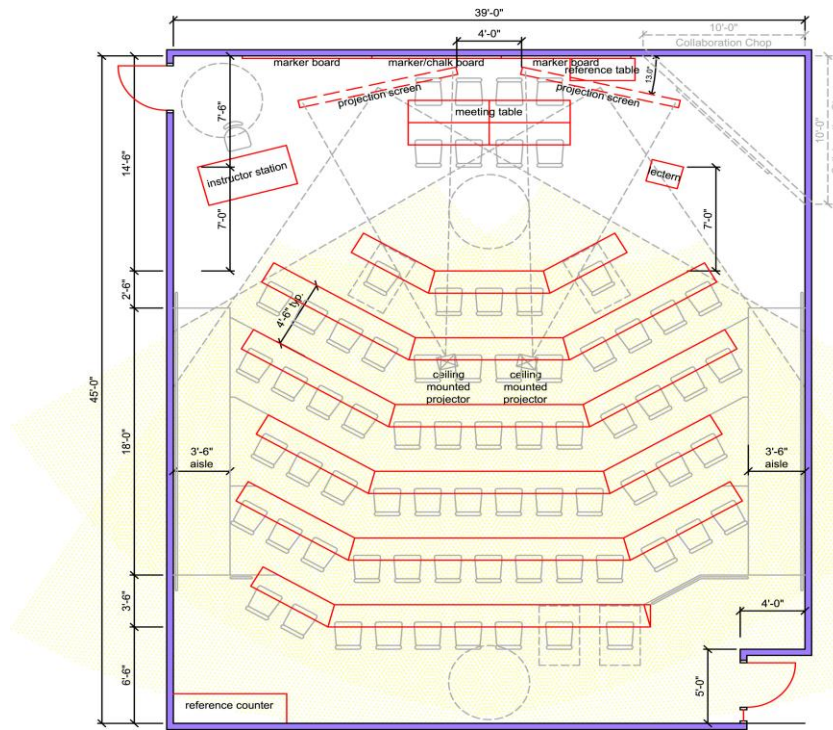 39'-0"
10'-0"
Collaboration Chop
4'-0"
marker board
marker/chalk board
marker board
reference table
13.0"
projection screen
projection screen
meeting table
7'-6"
10'-0"
14'-6"
instructor station
lectern
7'-0"
7'-0"
2'-6"
4'-6" typ.
ceiling
mounted
projector
ceiling
mounted
projector
45'-0"
18'-0"
3'-6"
aisle
3'-6"
aisle
3'-6"
4'-0"
6'-6"
5'-0"
reference counter